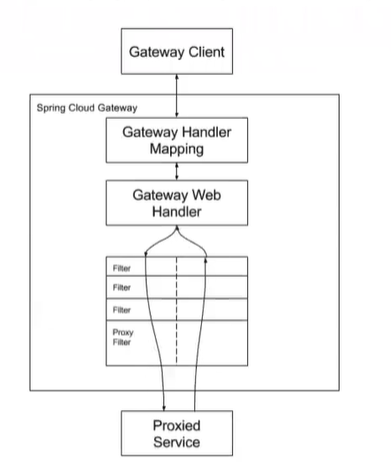 Gateway Client
Spring Cloud Gateway
Gateway Handler
Mapping
Gateway Web
Handler
Filter
Filter
Filter
Proxy
Filter
Proxied
Service